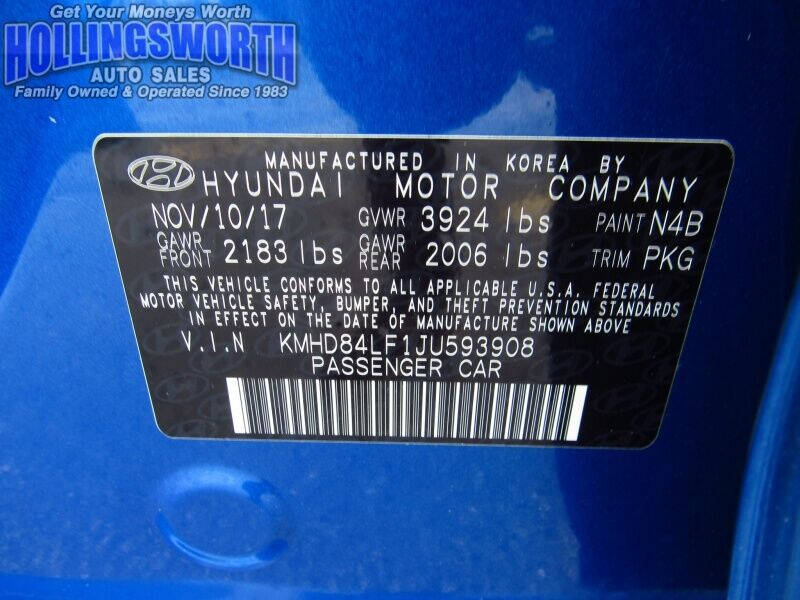 Get Your Moneys Worth
HOLLINGSWORTH
AUTO SALES
Family Owned & Operated Since 1983
MANUFACTURED IN KOREA BY
HYUNDAI MOTOR COMPANY
NOV/10/17 GVWR 3924 lbs PAINT N4B
GAWR FRONT 2183 lbs GAWR REAR 2006 lbs TRIM PKG
THIS VEHICLE CONFORMS TO ALL APPLICABLE U.S.A. FEDERAL
MOTOR VEHICLE SAFETY, BUMPER, AND THEFT PREVENTION STANDARDS
IN EFFECT ON THE DATE OF MANUFACTURE SHOWN ABOVE
V.I.N KMHD84LF1JU593908
PASSENGER CAR